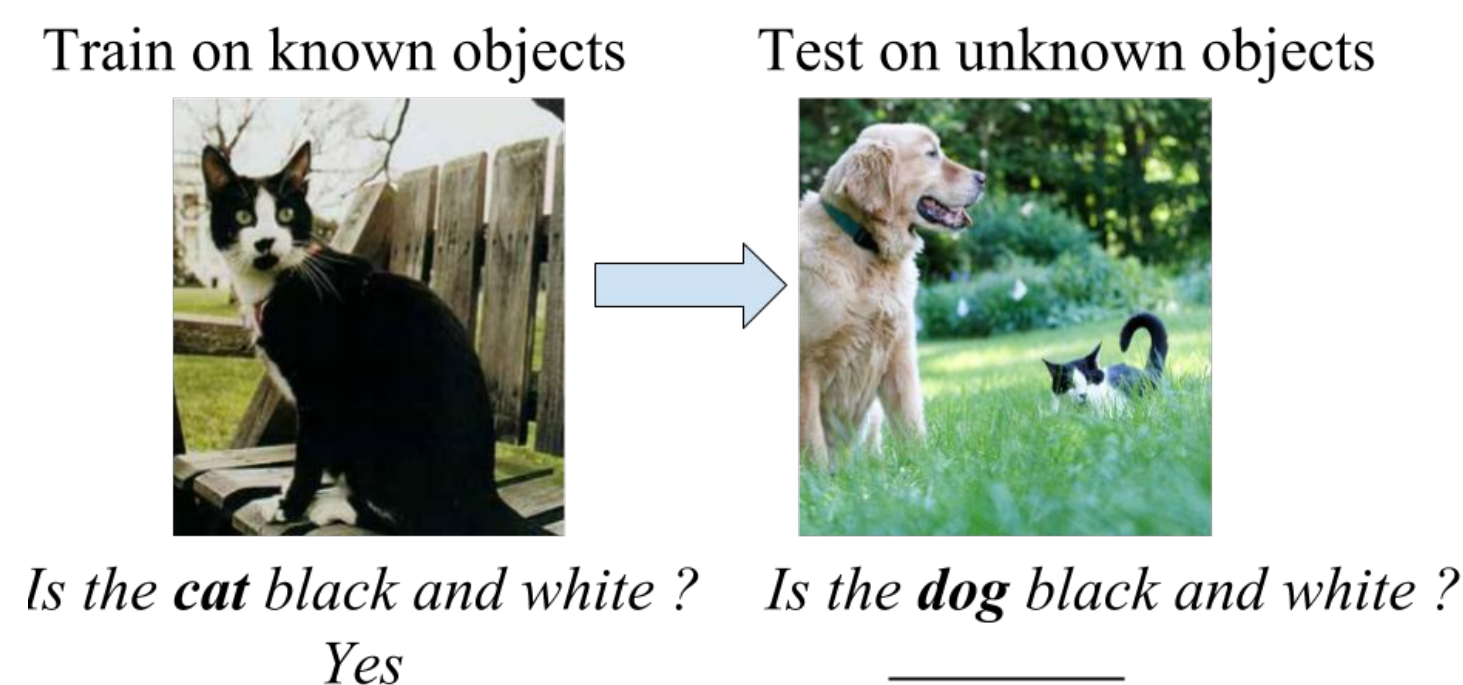 Train on known objects
Test on unknown objects
Is the cat black and white ?
Yes
Is the dog black and white ?